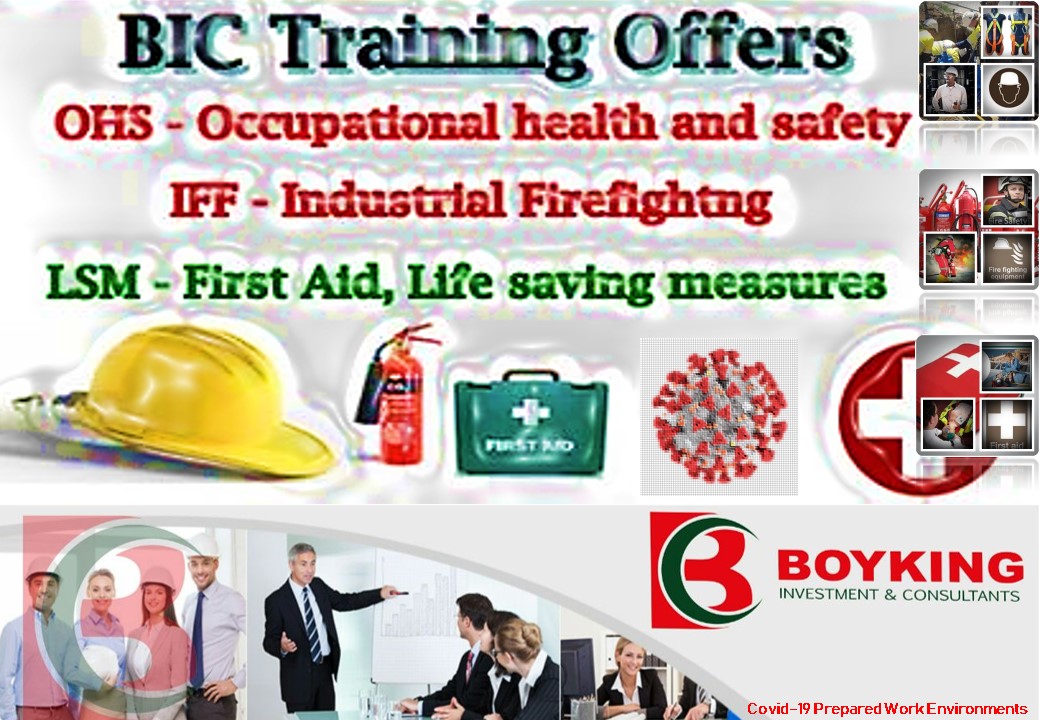 BIC Training Offers
OHS - Occupational health and safety
IFF - Industrial Firefightng
LSM - First Aid, Life saving measures
Fire Safety
Fire fighting
equipment
FIRST AID
First aid
BOYKING
INVESTMENT & CONSULTANTS
Covid-19 Prepared Work Environments